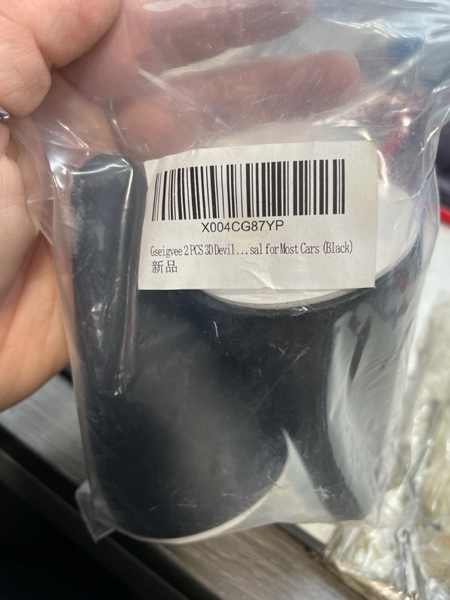 X004CG87YP
Gseigvee 2 PCS 3D Devil...sal for Most Cars (Black)
新品